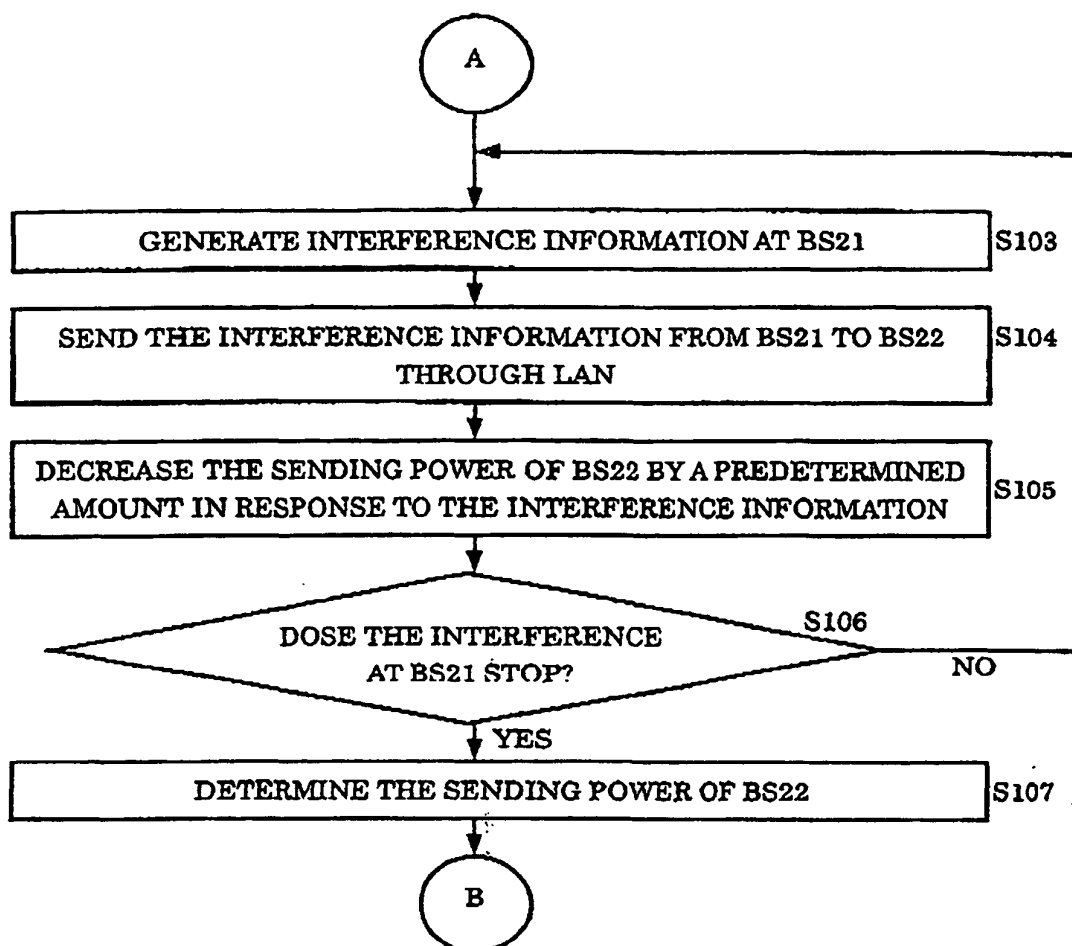 A
GENERATE INTERFERENCE INFORMATION AT BS21
S103
SEND THE INTERFERENCE INFORMATION FROM BS21 TO BS22
THROUGH LAN
S104
DECREASE THE SENDING POWER OF BS22 BY A PREDETERMINED
AMOUNT IN RESPONSE TO THE INTERFERENCE INFORMATION
S105
DOSE THE INTERFERENCE
AT BS21 STOP?
S106
NO
YES
DETERMINE THE SENDING POWER OF BS22
S107
B